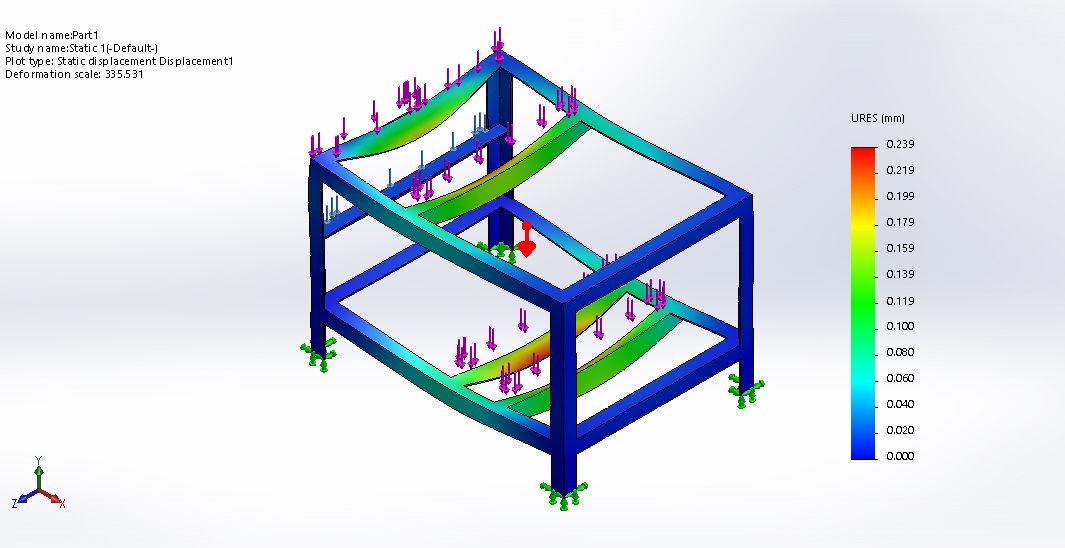 Model name:Part1
Study name:Static 1(-Default-)
Plot type: Static displacement Displacement1
Deformation scale: 335.531
URES (mm)
0.239
0.219
0.199
0.179
0.159
0.139
0.119
0.100
0.080
0.060
0.040
0.020
0.000
Y
Z
X